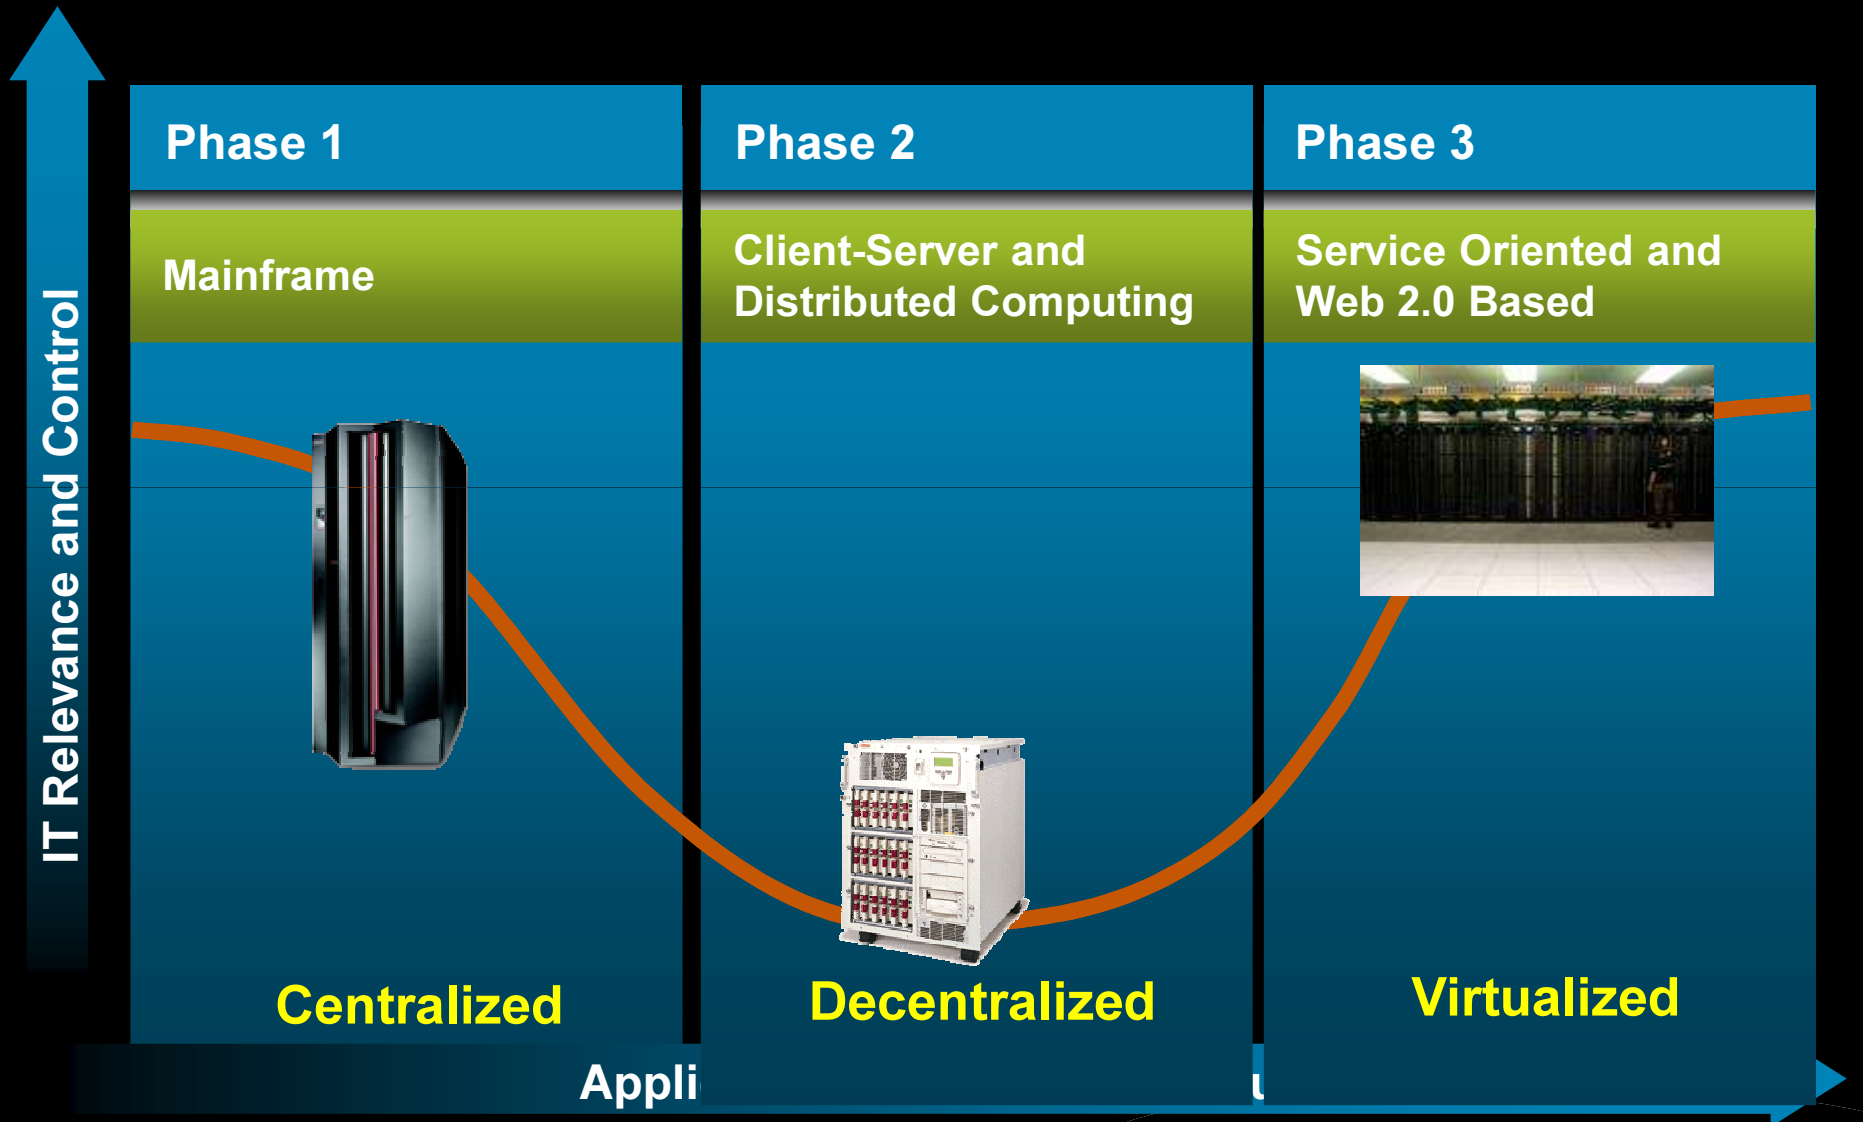 Phase 1
Mainframe
Centralized
Phase 2
Client-Server and
Distributed Computing
Decentralized
Phase 3
Service Oriented and
Web 2.0 Based
Virtualized
IT Relevance and Control